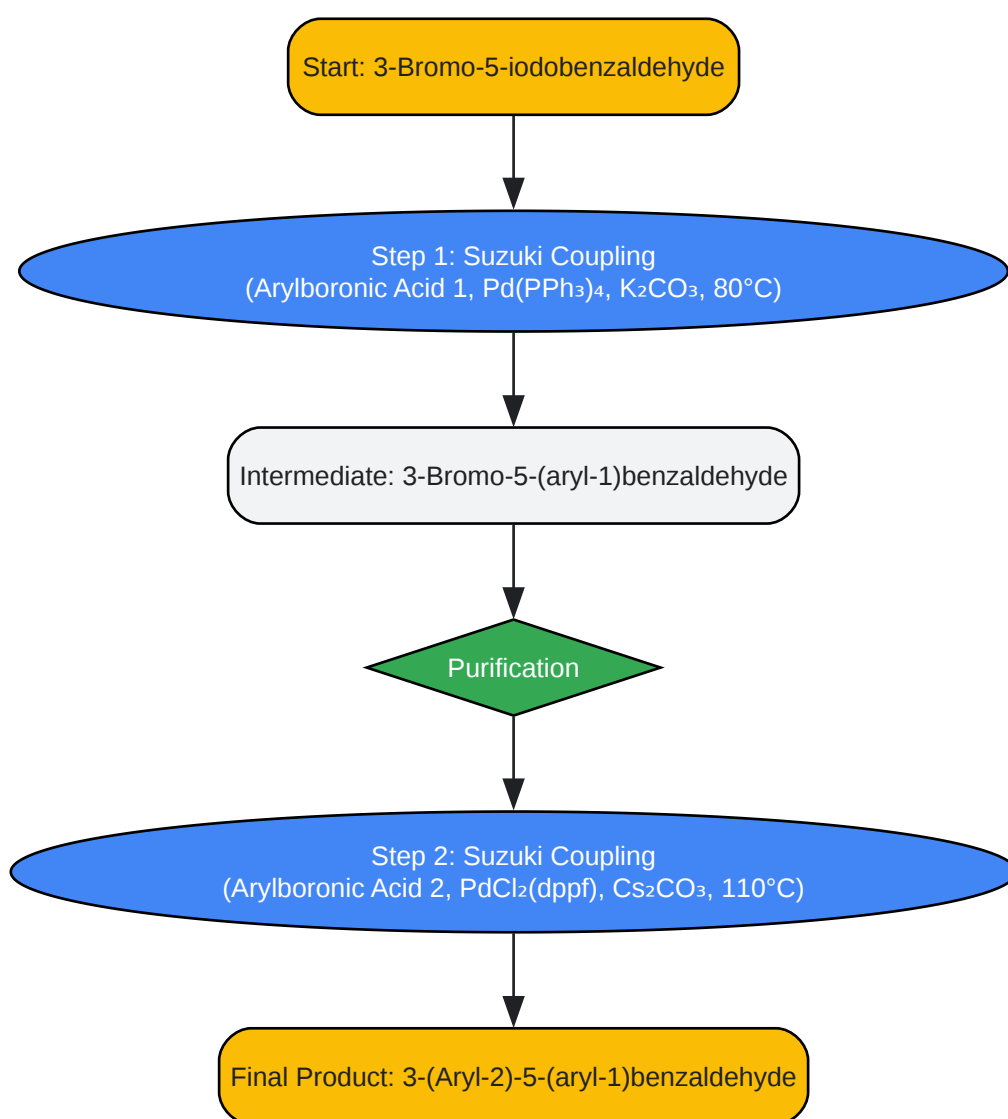 Start: 3-Bromo-5-iodobenzaldehyde
Step 1: Suzuki Coupling
(Arylboronic Acid 1, Pd(PPh₃)₄, K₂CO₃, 80°C)
Intermediate: 3-Bromo-5-(aryl-1)benzaldehyde
Purification
Step 2: Suzuki Coupling
(Arylboronic Acid 2, PdCl₂(dppf), Cs₂CO₃, 110°C)
Final Product: 3-(Aryl-2)-5-(aryl-1)benzaldehyde